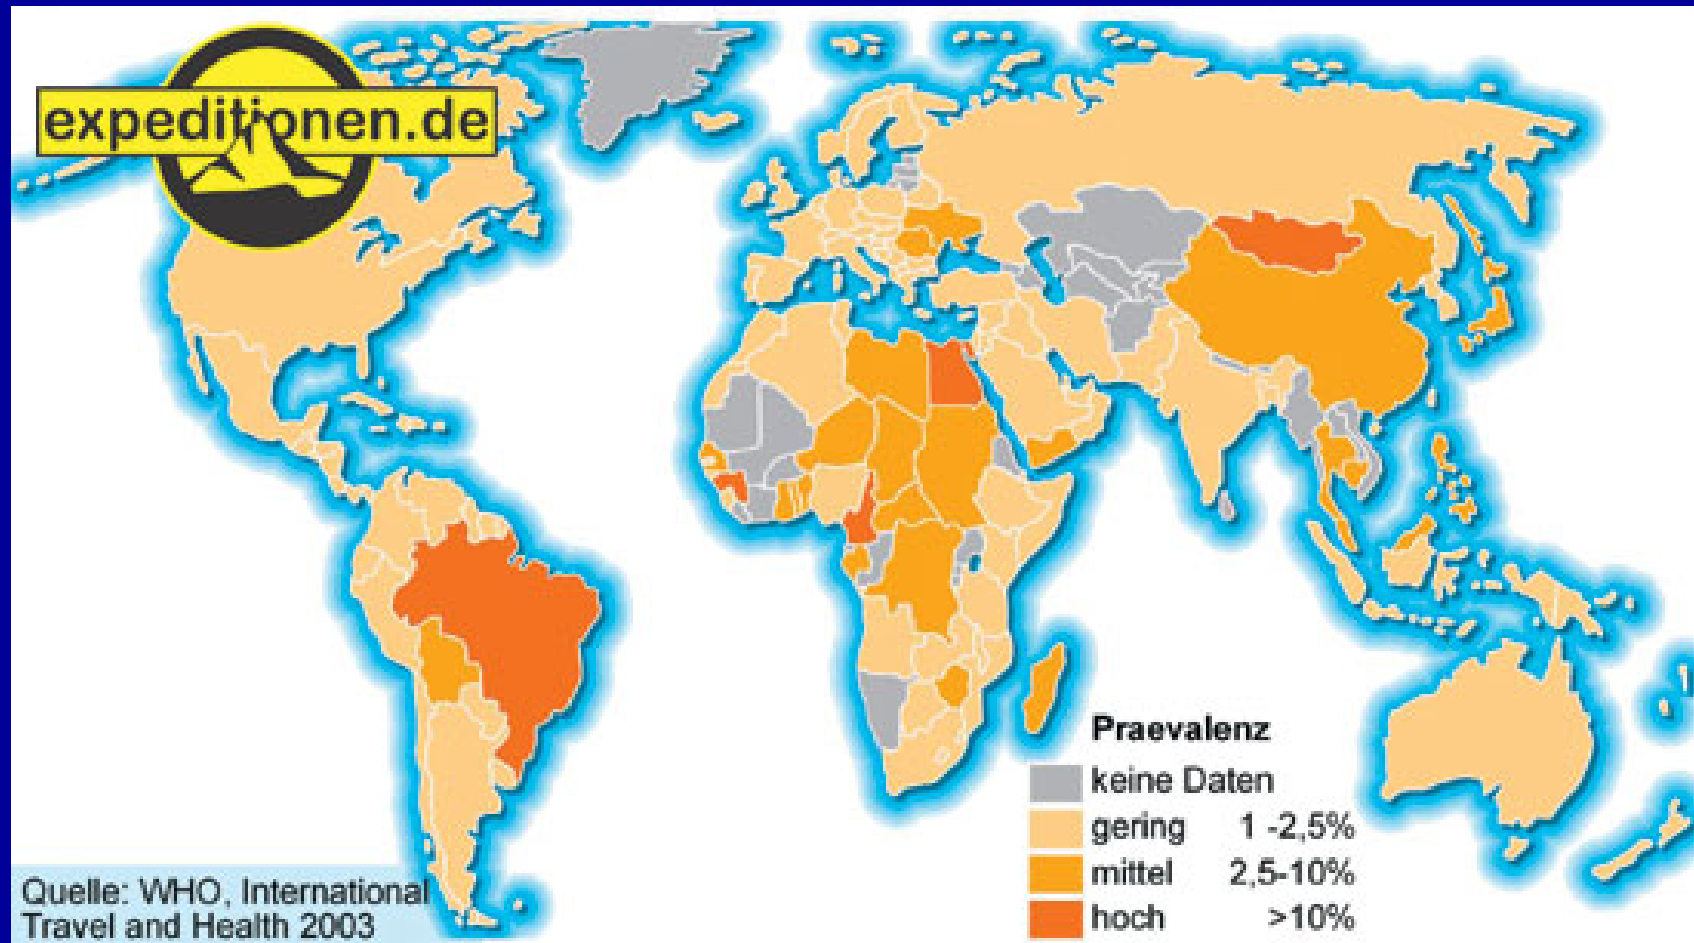 expeditionen.de
Praevalenz
keine Daten
gering 1 -2,5%
mittel 2,5-10%
hoch >10%
Quelle: WHO, International
Travel and Health 2003